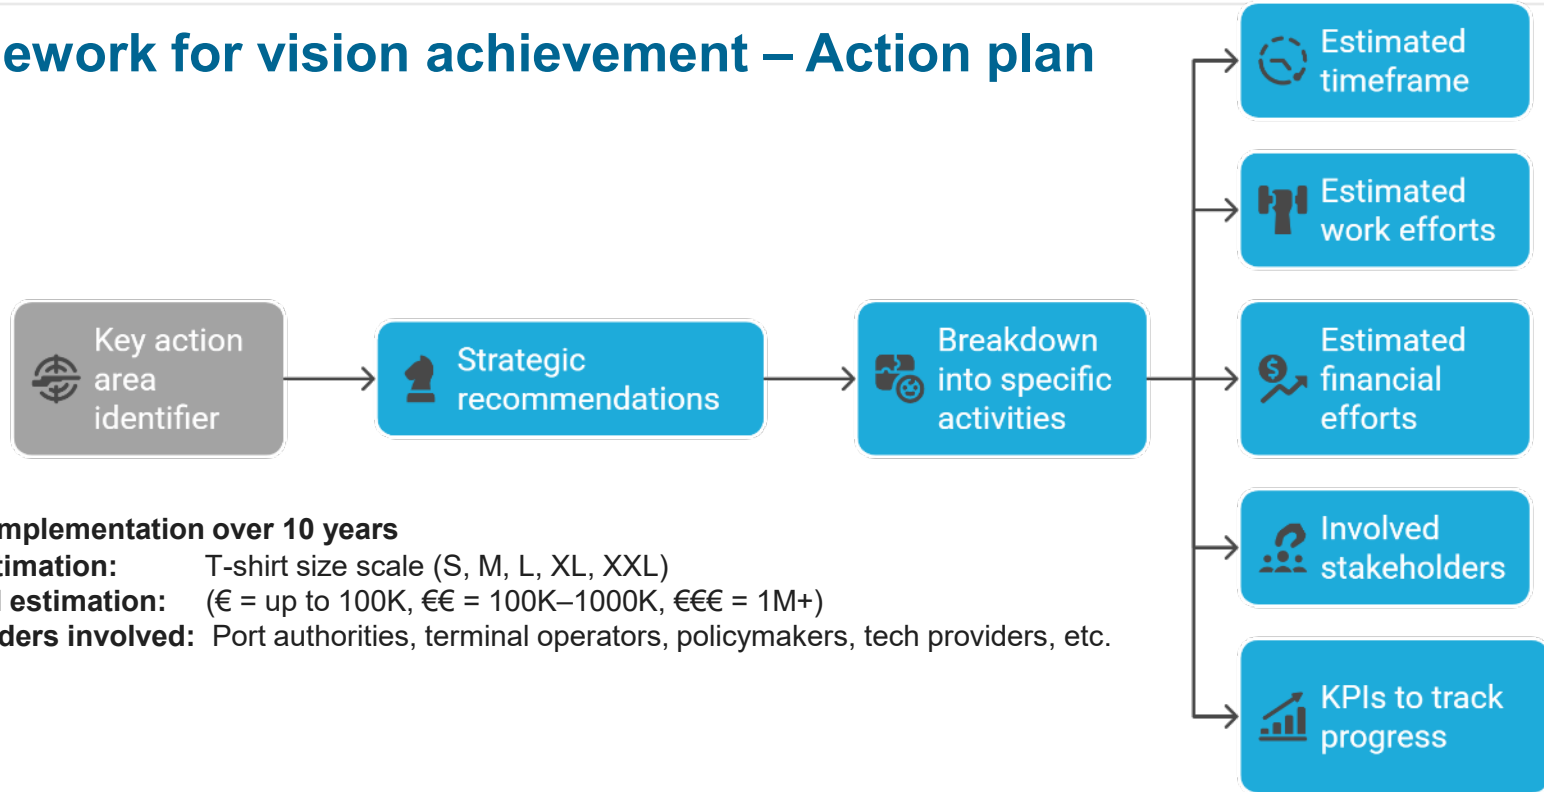 ework for vision achievement – Action plan
Estimated
timeframe
Estimated
work efforts
Key action
area
identifier
Strategic
recommendations
Breakdown
into specific
activities
Estimated
financial
efforts
Involved
stakeholders
KPIs to track
progress
mplementation over 10 years
timation: T-shirt size scale (S, M, L, XL, XXL)
l estimation: (€ = up to 100K, €€ = 100K–1000K, €€€ = 1M+)
ders involved: Port authorities, terminal operators, policymakers, tech providers, etc.